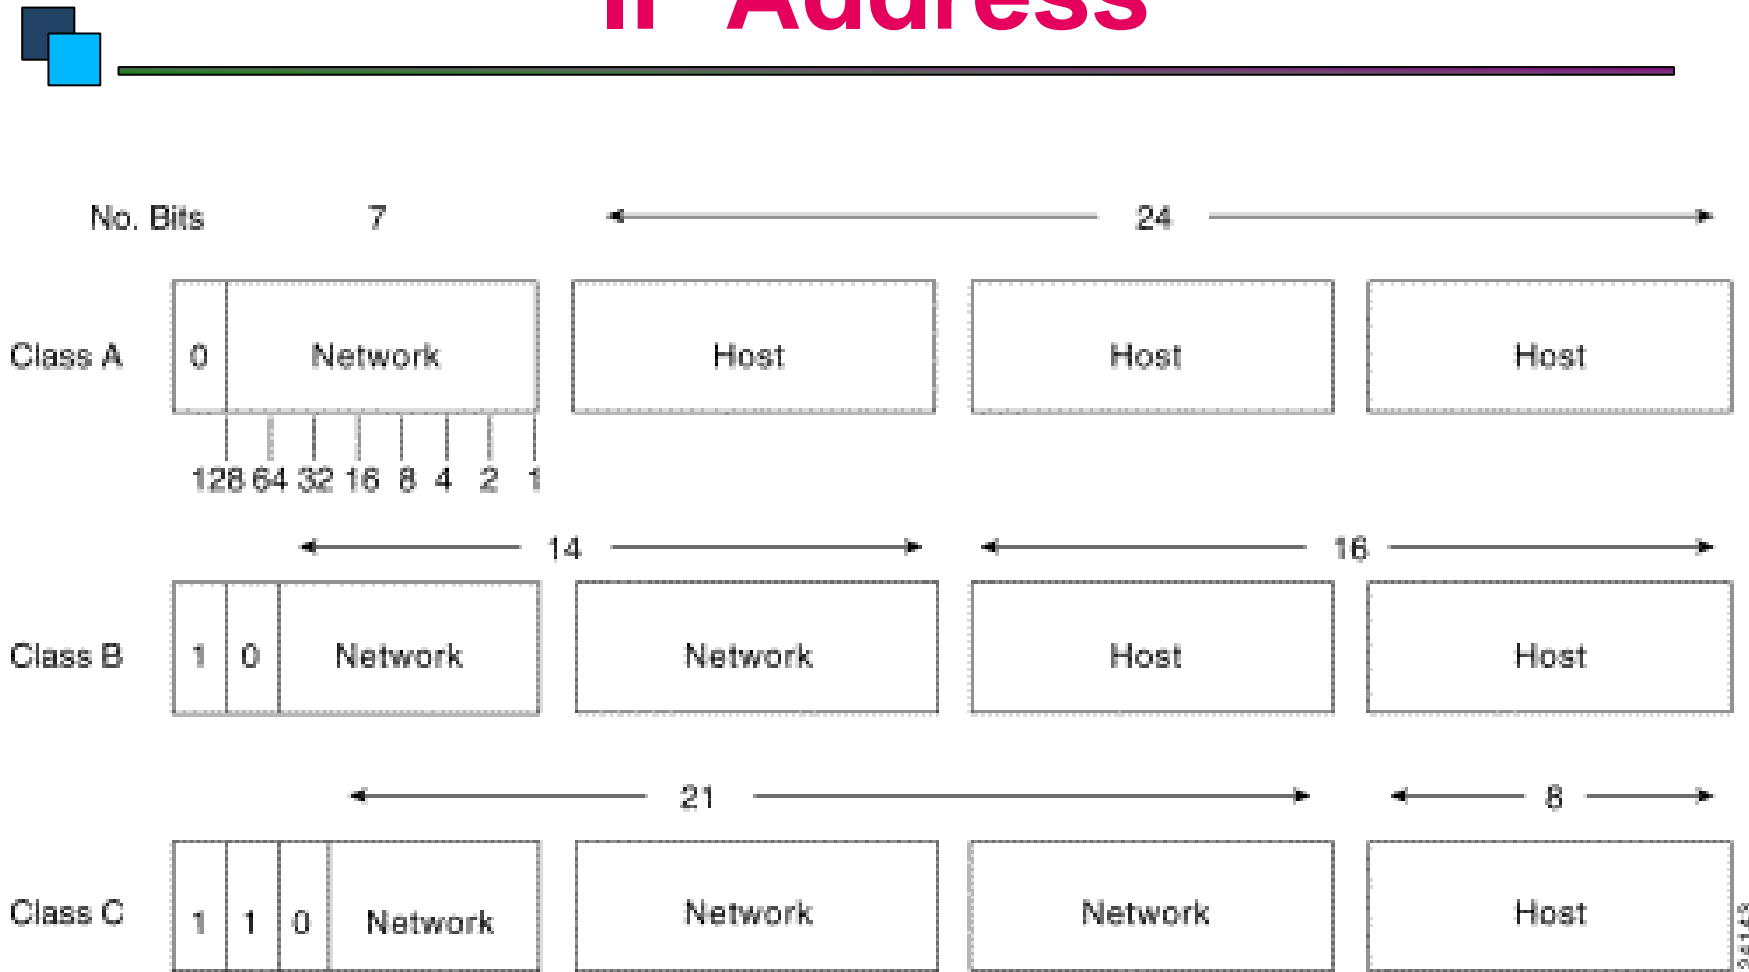 IP Address
No. Bits 7 24
Class A 0 Network Host Host Host
128 64 32 16 8 4 2 1
14 16
Class B 1 0 Network Network Host Host
21 8
Class C 1 1 0 Network Network Network Host